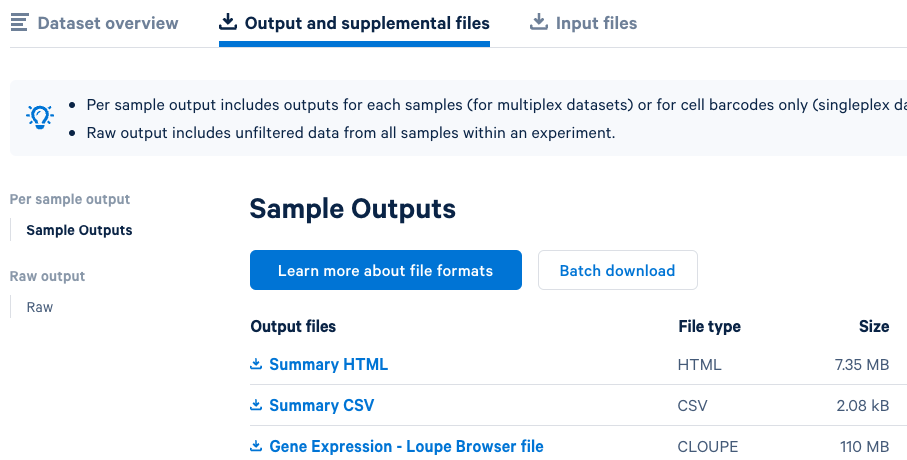 Dataset overview
Output and supplemental files
Input files
Per sample output includes outputs for each samples (for multiplex datasets) or for cell barcodes only (singleplex
Raw output includes unfiltered data from all samples within an experiment.
Per sample output
Sample Outputs
Raw output
Raw
Sample Outputs
Learn more about file formats
Batch download
Output files File type Size
Summary HTML HTML 7.35 MB
Summary CSV CSV 2.08 kB
Gene Expression - Loupe Browser file CLOUPE 110 MB